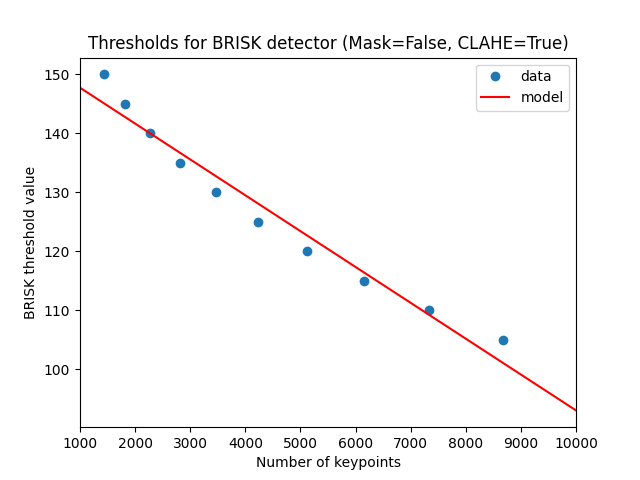 Thresholds for BRISK detector (Mask=False, CLAHE=True)
data
model
BRISK threshold value
150
140
130
120
110
100
1000 2000 3000 4000 5000 6000 7000 8000 9000 10000
Number of keypoints